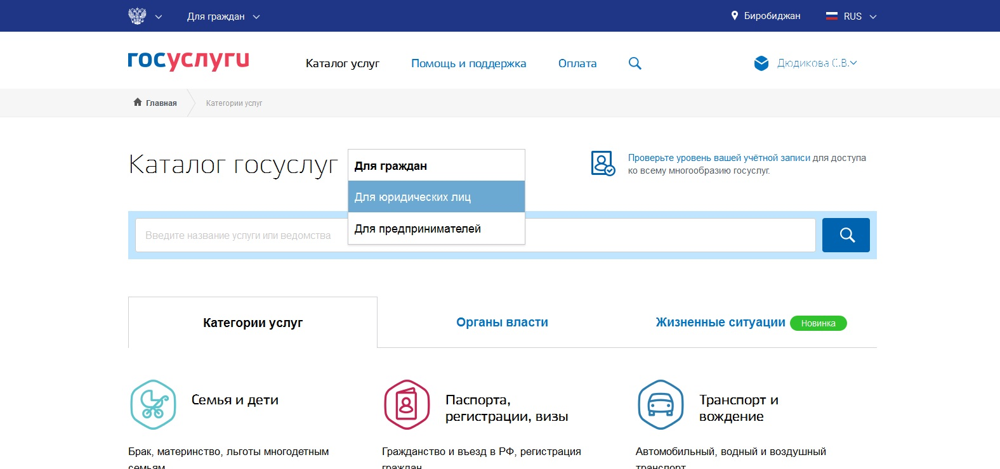 Для граждан
Биробиджан
RUS
госуслуги
Каталог услуг
Помощь и поддержка
Оплата
Дюдикова С.В.
Главная
Категории услуг
Каталог госуслуг
Для граждан
Для юридических лиц
Для предпринимателей
Проверьте уровень вашей учётной записи для доступа
ко всему многообразию госуслуг.
Введите название услуги или ведомства
Категории услуг
Органы власти
Жизненные ситуации
Новинка
Семья и дети
Паспорта,
регистрации, визы
Транспорт и
вождение
Брак, материнство, льготы многодетным
семьям
Гражданство и въезд в РФ, регистрация
граждан
Автомобильный, водный и воздушный
транспорт